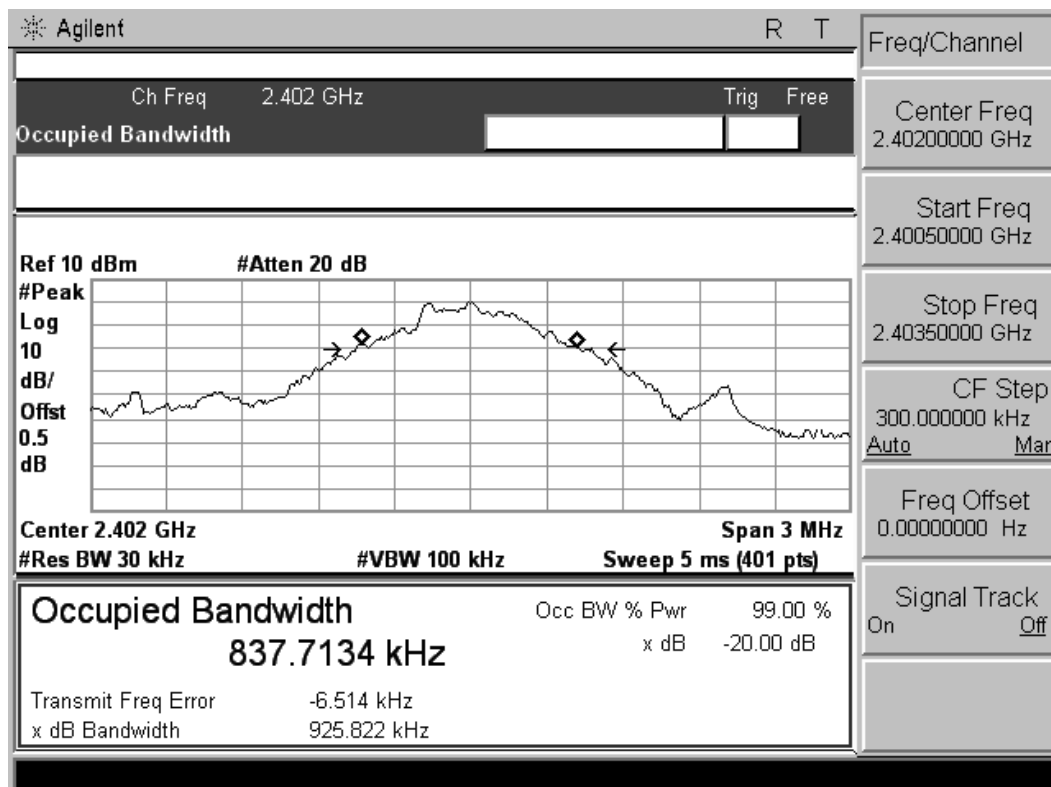 Agilent R T
Ch Freq 2.402 GHz Trig Free
Occupied Bandwidth
Ref 10 dBm #Atten 20 dB
#Peak
Log
10
dB/
Offst
0.5
dB
Center 2.402 GHz Span 3 MHz
#Res BW 30 kHz #VBW 100 kHz Sweep 5 ms (401 pts)
Occupied Bandwidth
837.7134 kHz
Occ BW % Pwr 99.00 %
x dB -20.00 dB
Transmit Freq Error -6.514 kHz
x dB Bandwidth 925.822 kHz
Freq/Channel
Center Freq
2.40200000 GHz
Start Freq
2.40050000 GHz
Stop Freq
2.40350000 GHz
CF Step
300.000000 kHz
Auto Man
Freq Offset
0.00000000 Hz
Signal Track
On Off